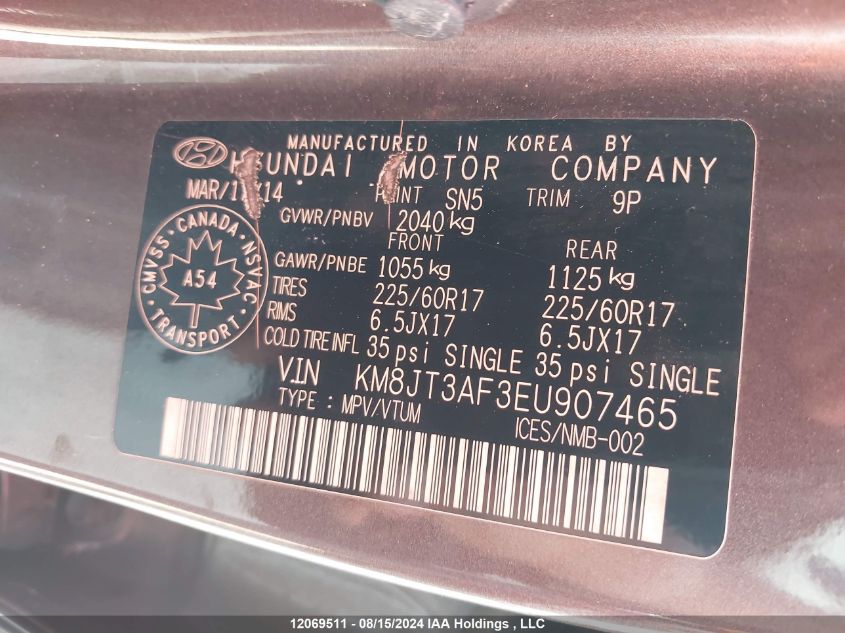 MANUFACTURED IN KOREA BY
HYUNDAI MOTOR COMPANY
PAINT SN5 TRIM 9P
GVWR/PNBV 2040 kg
FRONT REAR
GAWR/PNBE 1055 kg 1125 kg
TIRES 225/60R17 225/60R17
RIMS 6.5JX17 6.5JX17
COLD TIRE INFL 35 psi SINGLE 35 psi SINGLE
VIN KM8JT3AF3EU907465
TYPE : MPV/VTUM ICES/NMB-002
CMVSS · CANADA · NSVAC · TRANSPORT ·
A54
12069511 - 08/15/2024 IAA Holdings , LLC